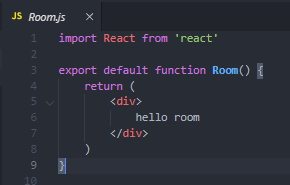 JS Room.js ×
1 import React from 'react'
2
3 export default function Room() {
4 return (
5 <div>
6 hello room
7 </div>
8 )
9 }
10